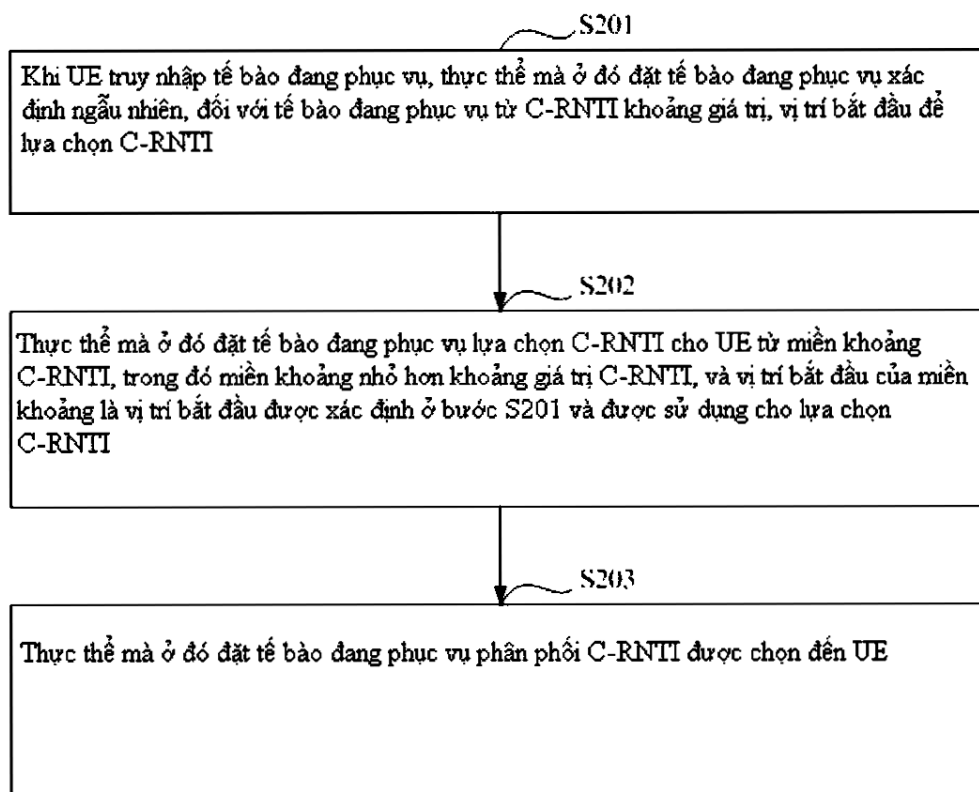 S201
Khi UE truy nhập tế bào đang phục vụ, thực thể mà ở đó đặt tế bào đang phục vụ xác
định ngẫu nhiên, đối với tế bào đang phục vụ từ C-RNTI khoảng giá trị, vị trí bắt đầu để
lựa chọn C-RNTI
S202
Thực thể mà ở đó đặt tế bào đang phục vụ lựa chọn C-RNTI cho UE từ miền khoảng
C-RNTI, trong đó miền khoảng nhỏ hơn khoảng giá trị C-RNTI, và vị trí bắt đầu của miền
khoảng là vị trí bắt đầu được xác định ở bước S201 và được sử dụng cho lựa chọn
C-RNTI
S203
Thực thể mà ở đó đặt tế bào đang phục vụ phân phối C-RNTI được chọn đến UE